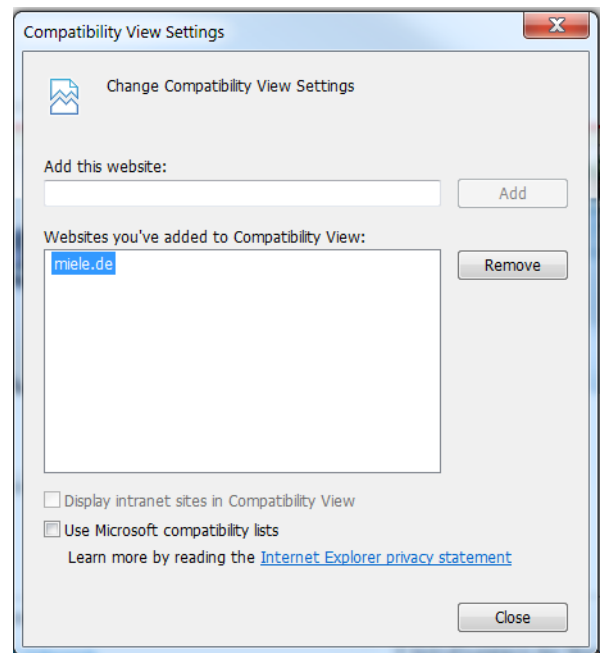 Compatibility View Settings
Change Compatibility View Settings
Add this website:
Add
Websites you've added to Compatibility View:
miele.de
Remove
Display intranet sites in Compatibility View
Use Microsoft compatibility lists
Learn more by reading the Internet Explorer privacy statement
Close